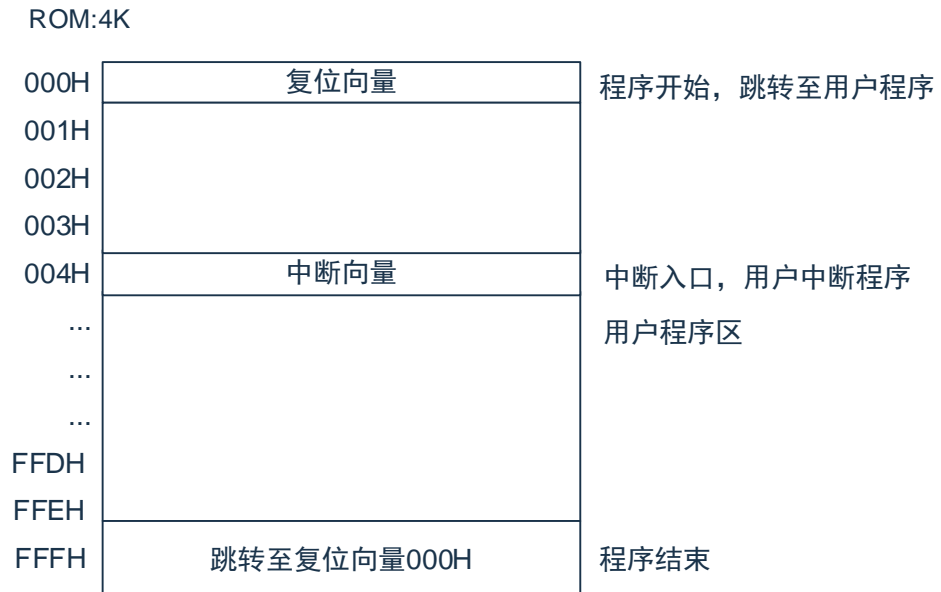 ROM:4K
000H 复位向量 程序开始，跳转至用户程序
001H
002H
003H
004H 中断向量 中断入口，用户中断程序
... 用户程序区
...
...
FFDH
FFEH
FFFH 跳转至复位向量000H 程序结束